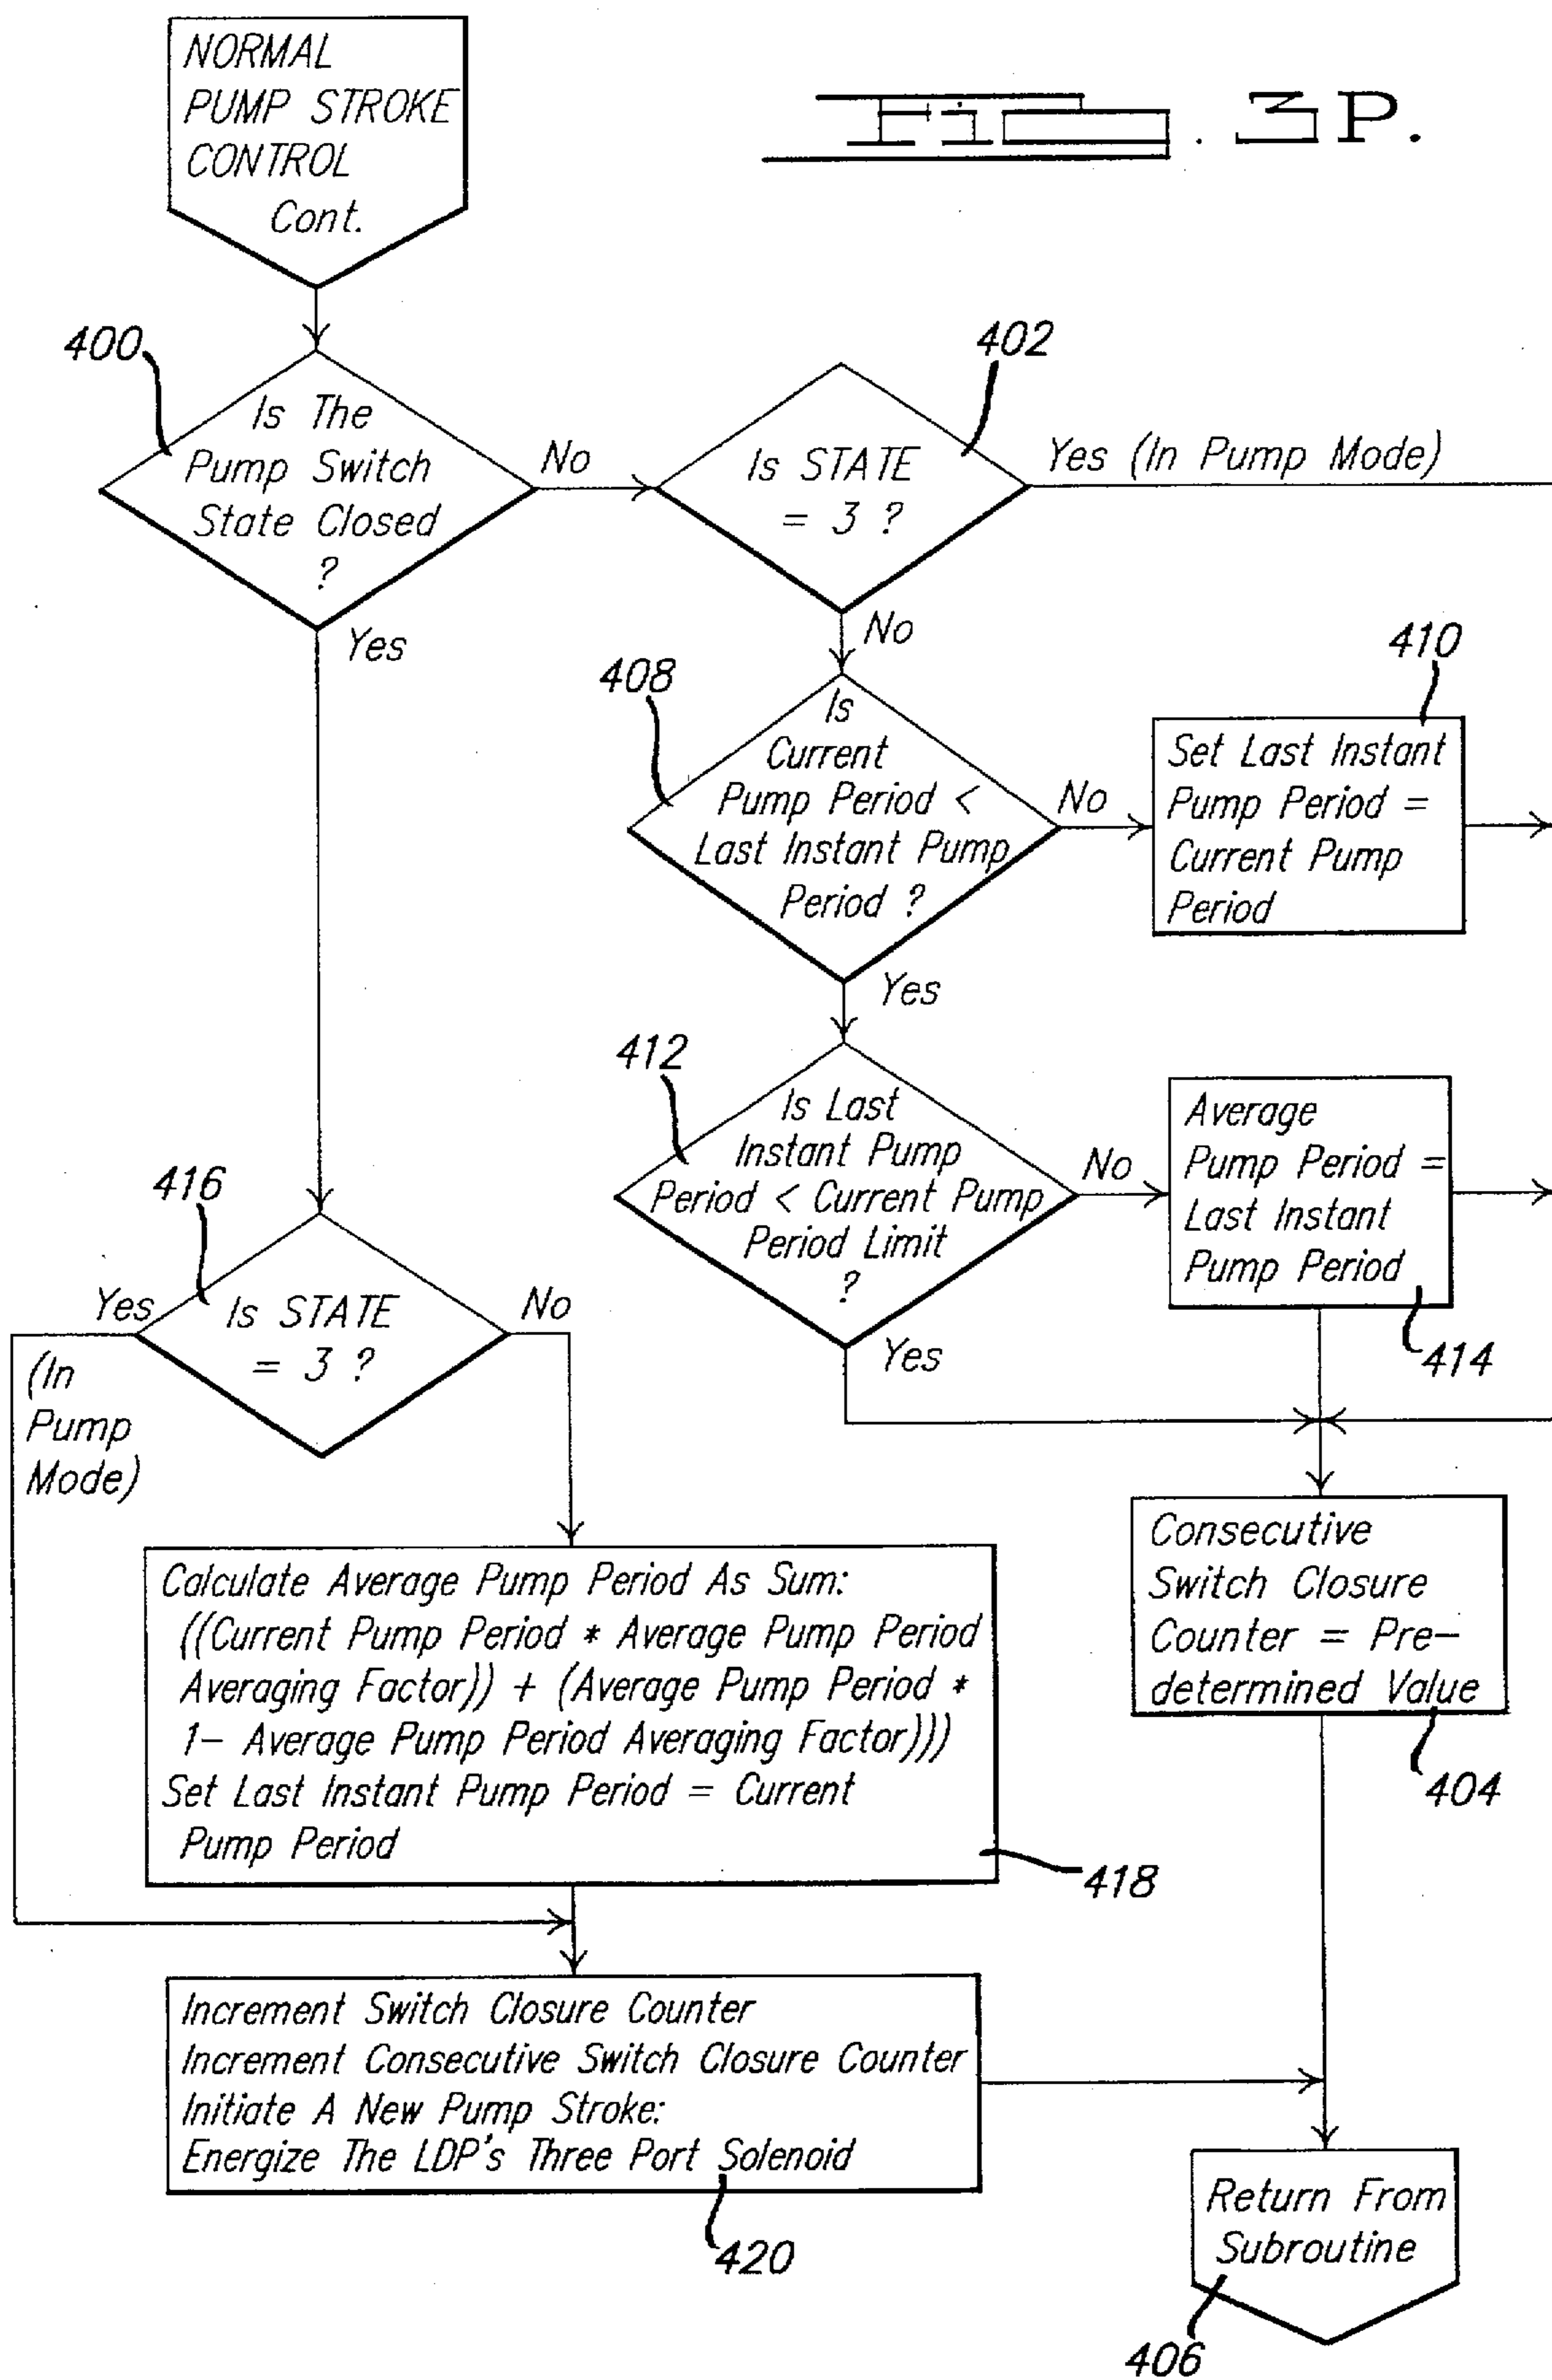 NORMAL
PUMP STROKE
CONTROL
Cont.
FIG. 3P.
400
Is The
Pump Switch
State Closed
?
No
Yes
402
Is STATE
= 3 ?
Yes (In Pump Mode)
No
408
Is
Current
Pump Period <
Last Instant Pump
Period ?
No
Yes
410
Set Last Instant
Pump Period =
Current Pump
Period
412
Is Last
Instant Pump
Period < Current Pump
Period Limit
?
No
Yes
Average
Pump Period =
Last Instant
Pump Period
414
416
Is STATE
= 3 ?
Yes
(In
Pump
Mode)
No
Calculate Average Pump Period As Sum:
((Current Pump Period * Average Pump Period
Averaging Factor)) + (Average Pump Period *
1- Average Pump Period Averaging Factor)))
Set Last Instant Pump Period = Current
Pump Period
418
Consecutive
Switch Closure
Counter = Pre-
determined Value
404
Increment Switch Closure Counter
Increment Consecutive Switch Closure Counter
Initiate A New Pump Stroke:
Energize The LDP's Three Port Solenoid
420
Return From
Subroutine
406